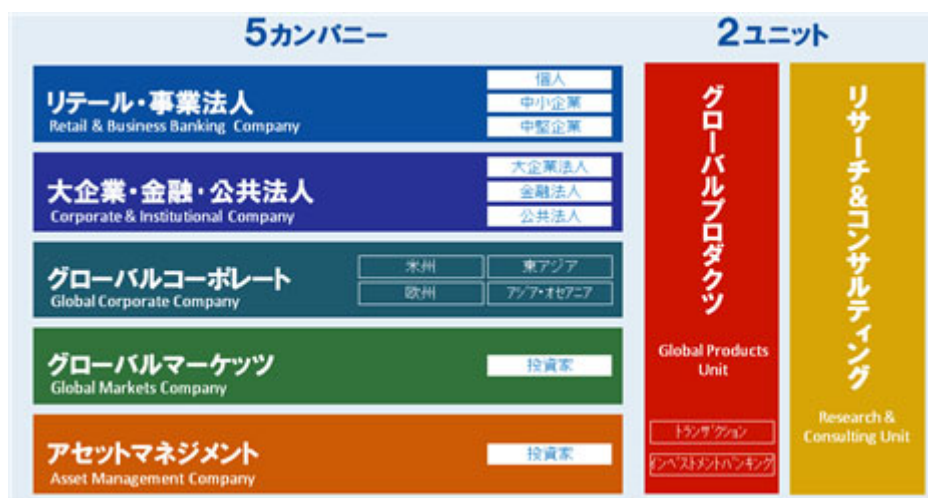 5カンパニー
2ユニット
リテール・事業法人
Retail & Business Banking Company
個人
中小企業
中堅企業
大企業・金融・公共法人
Corporate & Institutional Company
大企業法人
金融法人
公共法人
グローバルコーポレート
Global Corporate Company
米州
東アジア
欧州
アジア・オセアニア
グローバルマーケッツ
Global Markets Company
投資家
アセットマネジメント
Asset Management Company
投資家
グローバルプロダクツ
Global Products
Unit
トランザクション
インベストメントバンキング
リサーチ&コンサルティング
Research &
Consulting Unit